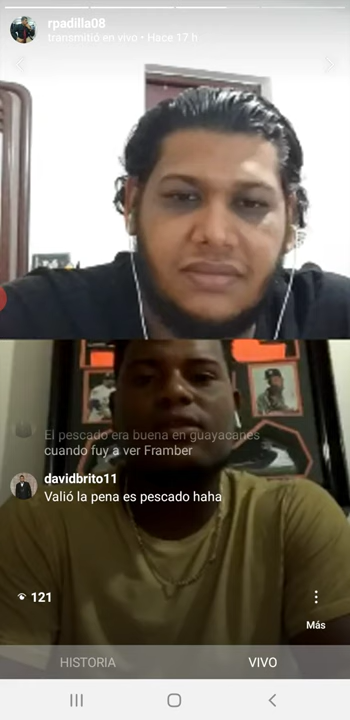 rpadilla08
transmitió en vivo • Hace 17 h
El pescado era buena en guayacanes
cuando fuy a ver Framber
davidbrito11
Valió la pena es pescado haha
121
Más
HISTORIA
VIVO